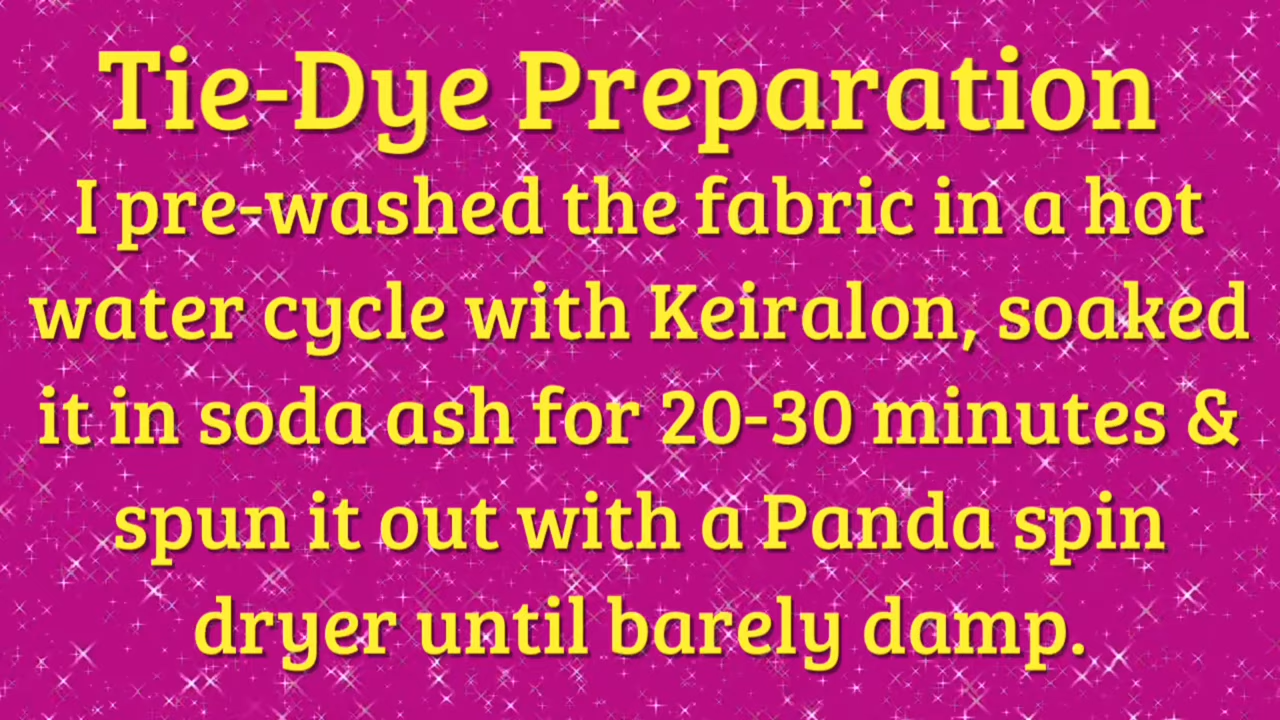 Tie-Dye Preparation
I pre-washed the fabric in a hot
water cycle with Keiralon, soaked
it in soda ash for 20-30 minutes &
spun it out with a Panda spin
dryer until barely damp.